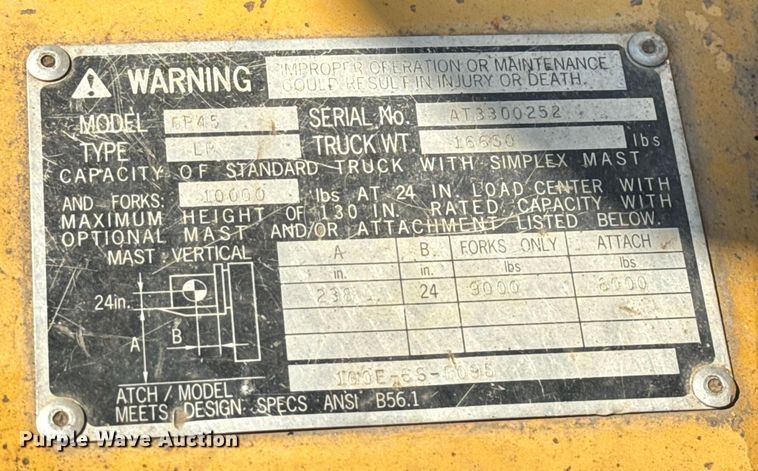 WARNING IMPROPER OPERATION OR MAINTENANCE
COULD RESULT IN INJURY OR DEATH.
MODEL GP45 SERIAL No. AT3300252
TYPE LP TRUCK WT. 16650 lbs
CAPACITY OF STANDARD TRUCK WITH SIMPLEX MAST
AND FORKS: 10000 lbs AT 24 IN. LOAD CENTER WITH
MAXIMUM HEIGHT OF 130 IN. RATED CAPACITY WITH
OPTIONAL MAST AND/OR ATTACHMENT LISTED BELOW.
MAST VERTICAL
A B FORKS ONLY ATTACH
in. in. lbs lbs
24in. 24 9000 8000
B
A
ATCH / MODEL
MEETS DESIGN SPECS ANSI B56.1
Purple Wave Auction